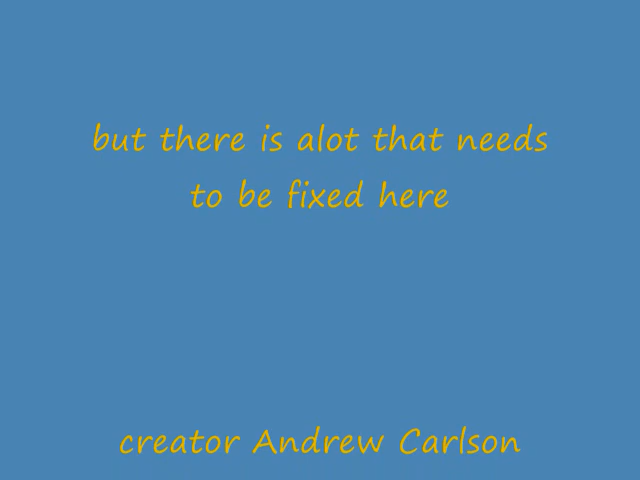 but there is alot that needs
to be fixed here
creator Andrew Carlson